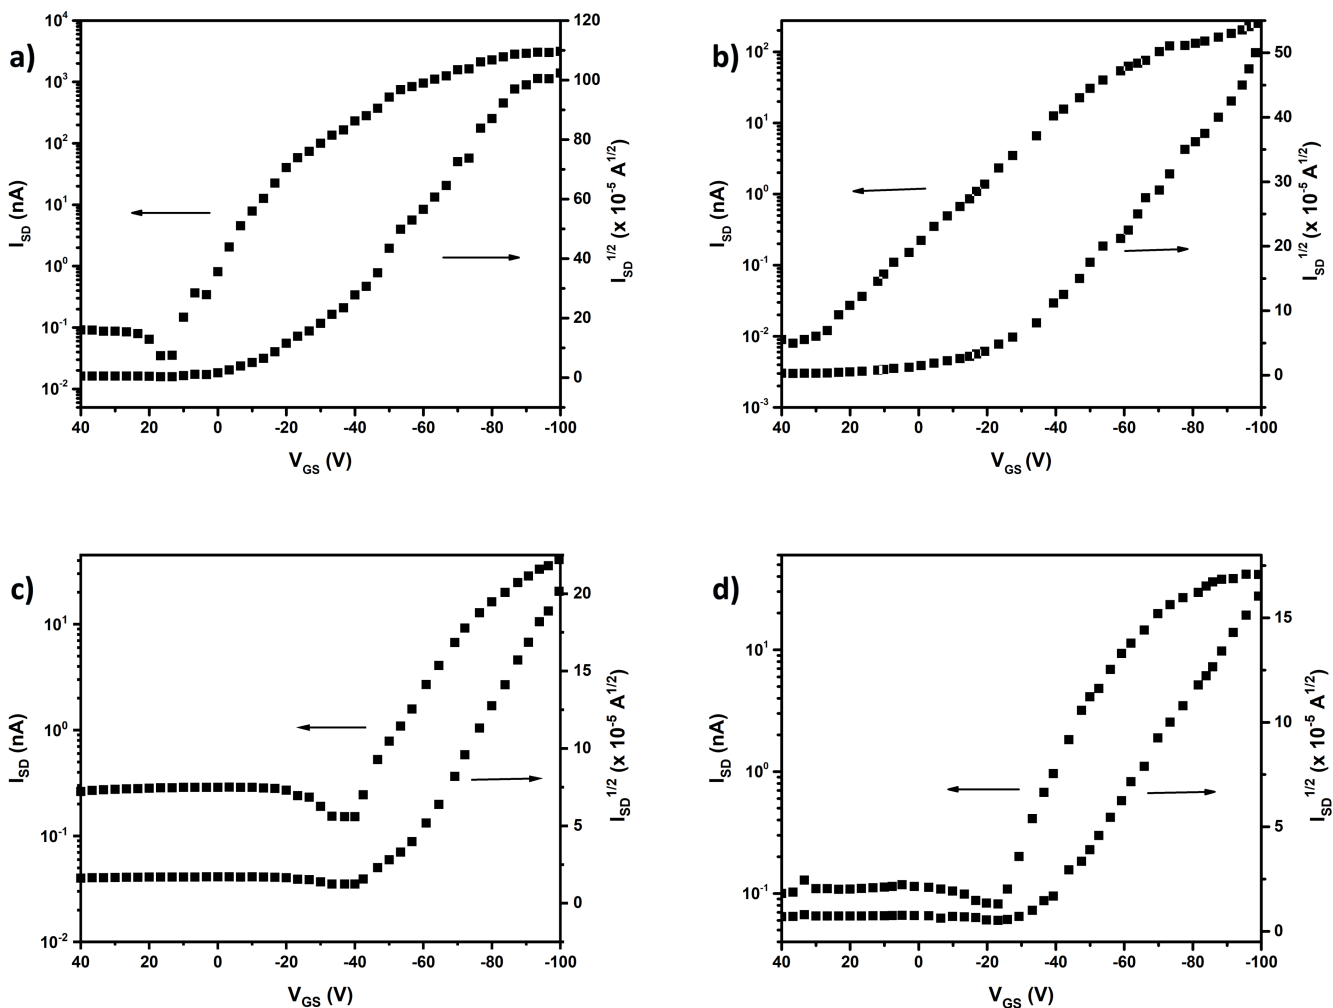 a)
10^4
10^3
10^2
10^1
10^0
10^-1
10^-2
I_SD (nA)
120
100
80
60
40
20
0
I_SD^1/2 (x 10^-5 A^1/2)
40 20 0 -20 -40 -60 -80 -100
V_GS (V)
b)
10^2
10^1
10^0
10^-1
10^-2
10^-3
I_SD (nA)
50
40
30
20
10
0
I_SD^1/2 (x 10^-5 A^1/2)
40 20 0 -20 -40 -60 -80 -100
V_GS (V)
c)
10^1
10^0
10^-1
10^-2
I_SD (nA)
20
15
10
5
0
I_SD^1/2 (x 10^-5 A^1/2)
40 20 0 -20 -40 -60 -80 -100
V_GS (V)
d)
10^1
10^0
10^-1
I_SD (nA)
15
10
5
0
I_SD^1/2 (x 10^-5 A^1/2)
40 20 0 -20 -40 -60 -80 -100
V_GS (V)